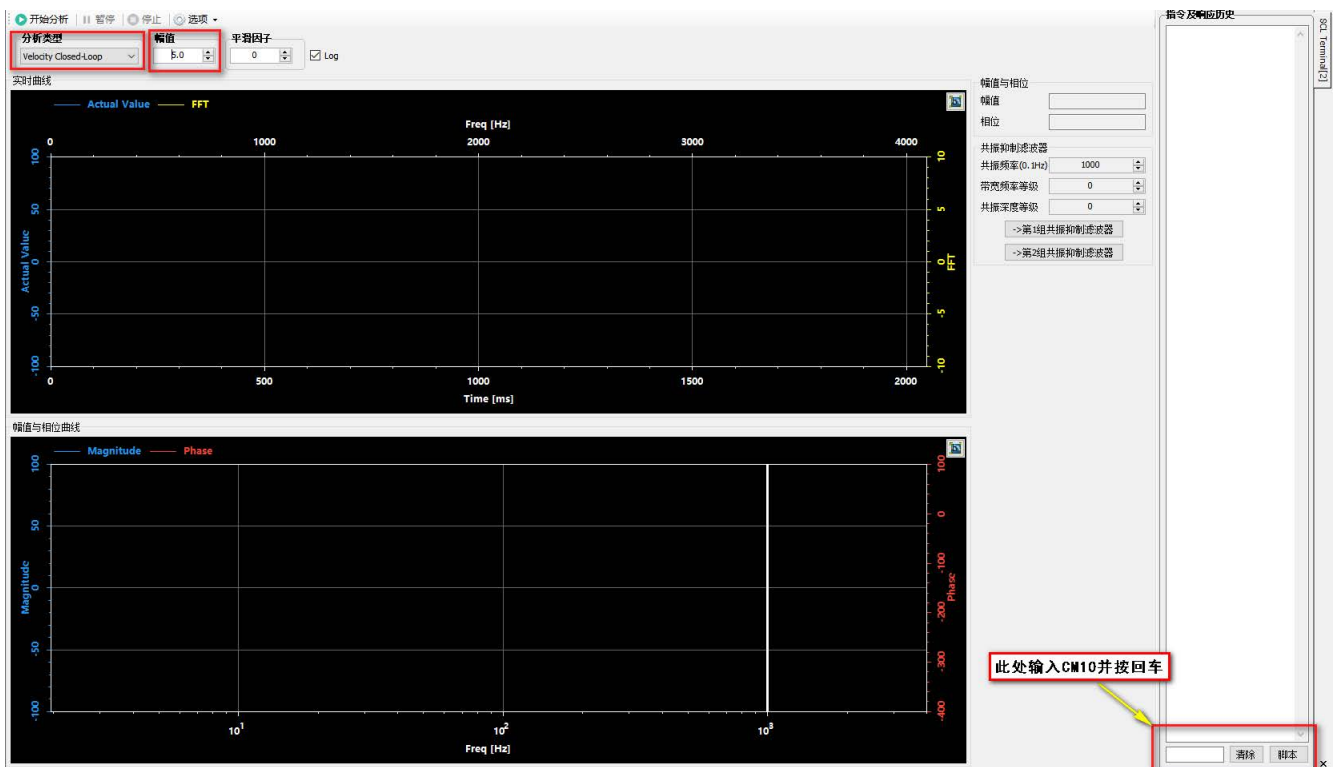 开始分析 暂停 停止 选项
指令及响应历史
SCL Terminal[2]
分析类型 幅值 平滑因子
Velocity Closed-Loop 5.0 0 Log
实时曲线
Actual Value FFT
Freq [Hz]
0 1000 2000 3000 4000
100 50 0 -50 -100
Actual Value
10 5 0 -5 -10
FFT
0 500 1000 1500 2000
Time [ms]
幅值与相位
幅值
相位
共振抑制滤波器
共振频率(0.1Hz) 1000
带宽频率等级 0
共振深度等级 0
->第1组共振抑制滤波器
->第2组共振抑制滤波器
幅值与相位曲线
Magnitude Phase
100 50 0 -50 -100
Magnitude
100 0 -100 -200 -300 -400
Phase
10¹ 10² 10³
Freq [Hz]
此处输入CM10并按回车
清除 脚本